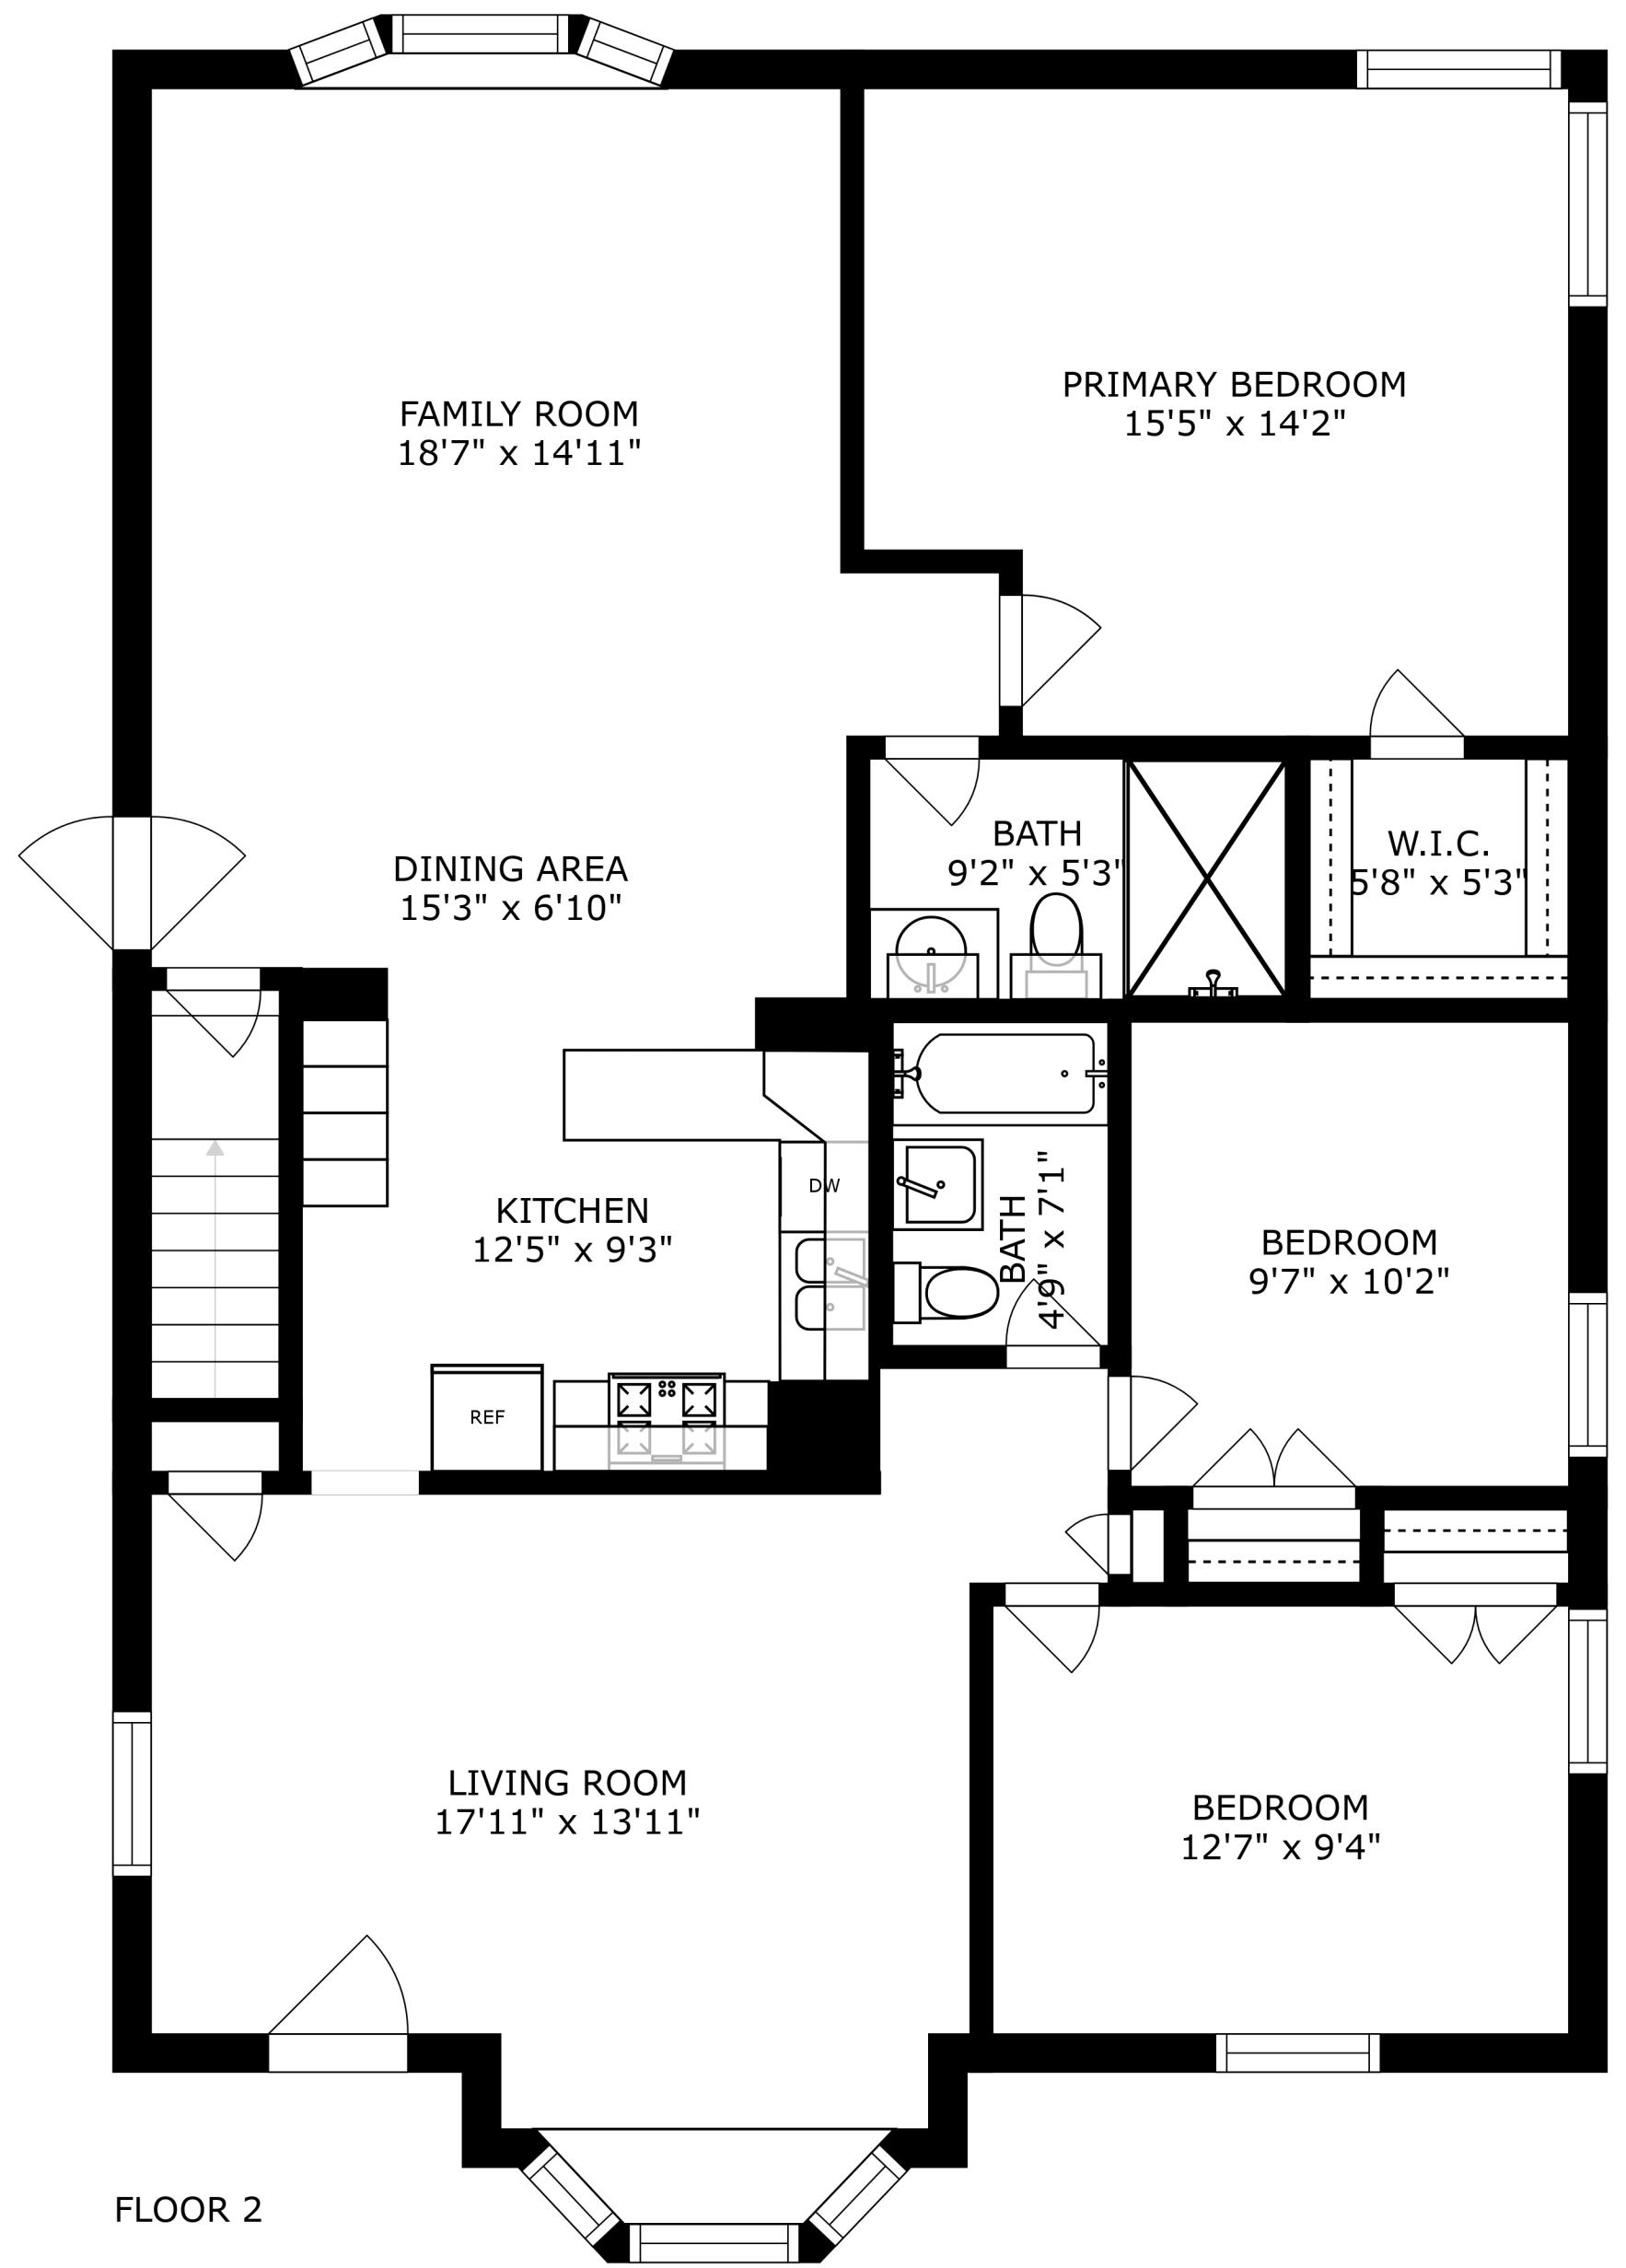 FAMILY ROOM
18'7" x 14'11"
PRIMARY BEDROOM
15'5" x 14'2"
DINING AREA
15'3" x 6'10"
BATH
9'2" x 5'3"
W.I.C.
5'8" x 5'3"
KITCHEN
12'5" x 9'3"
DW
REF
BATH
4'9" x 7'1"
BEDROOM
9'7" x 10'2"
LIVING ROOM
17'11" x 13'11"
BEDROOM
12'7" x 9'4"
FLOOR 2